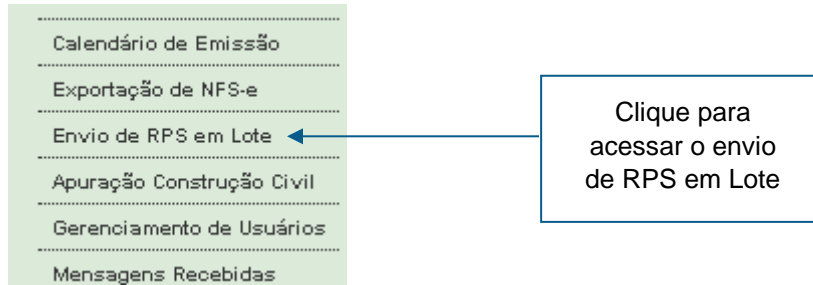 Calendário de Emissão
Exportação de NFS-e
Envio de RPS em Lote
Apuração Construção Civil
Gerenciamento de Usuários
Mensagens Recebidas
Clique para
acessar o envio
de RPS em Lote